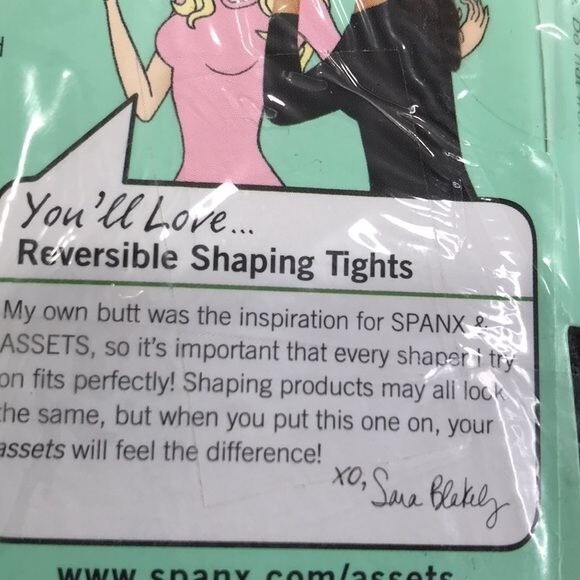 You'll Love...
Reversible Shaping Tights
My own butt was the inspiration for SPANX &
ASSETS, so it's important that every shaper I try
on fits perfectly! Shaping products may all look
the same, but when you put this one on, your
assets will feel the difference!
xo, Sara Blakely
www.spanx.com/assets